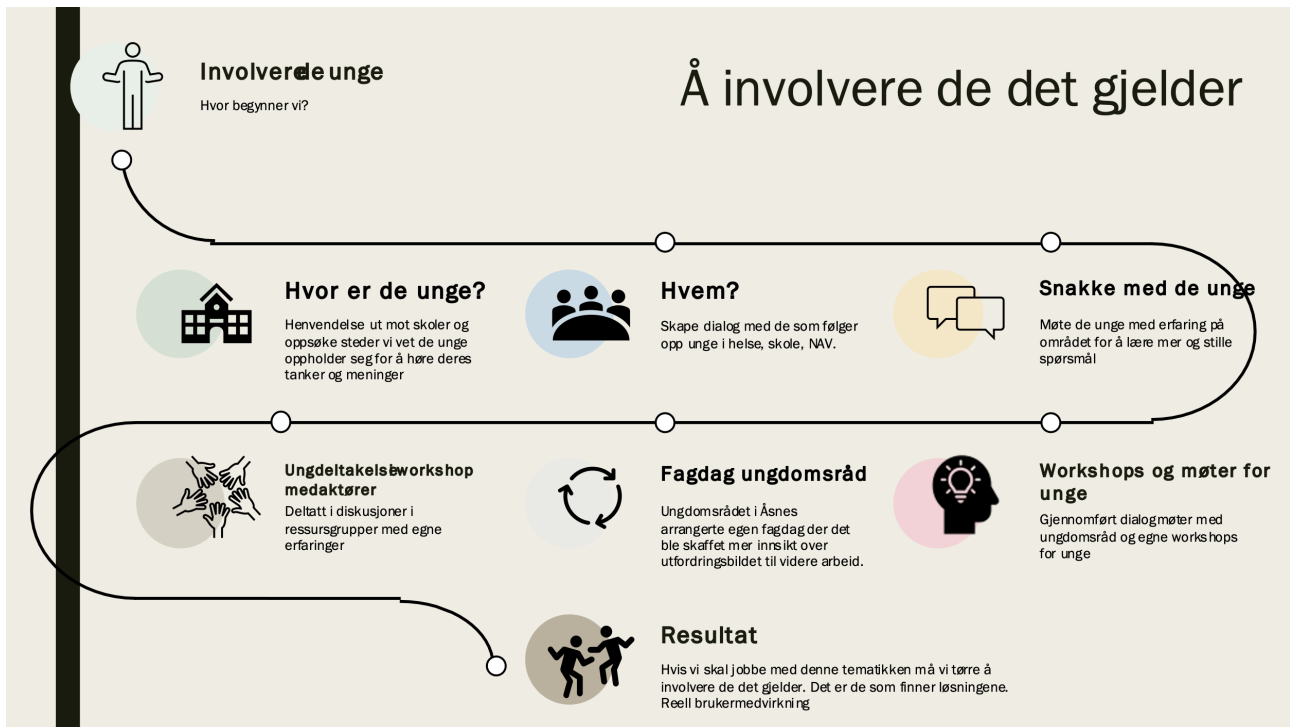 Involverede unge
Hvor begynner vi?
Å involvere de det gjelder
Hvor er de unge?
Henvendelse ut mot skoler og
oppsøke steder vi vet de unge
oppholder seg for å høre deres
tanker og meninger
Hvem?
Skape dialog med de som følger
opp unge i helse, skole, NAV.
Snakke med de unge
Møte de unge med erfaring på
området for å lære mer og stille
spørsmål
Ungdeltakelse workshop
medaktører
Deltatt i diskusjoner i
ressursgrupper med egne
erfaringer
Fagdag ungdomsråd
Ungdomsrådet i Åsnes
arrangerte egen fagdag der det
ble skaffet mer innsikt over
utfordringsbildet til videre arbeid.
Workshops og møter for
unge
Gjennomført dialogmøter med
ungdomsråd og egne workshops
for unge
Resultat
Hvis vi skal jobbe med denne tematikken må vi tørre å
involvere de det gjelder. Det er de som finner løsningene.
Reell brukermedvirkning